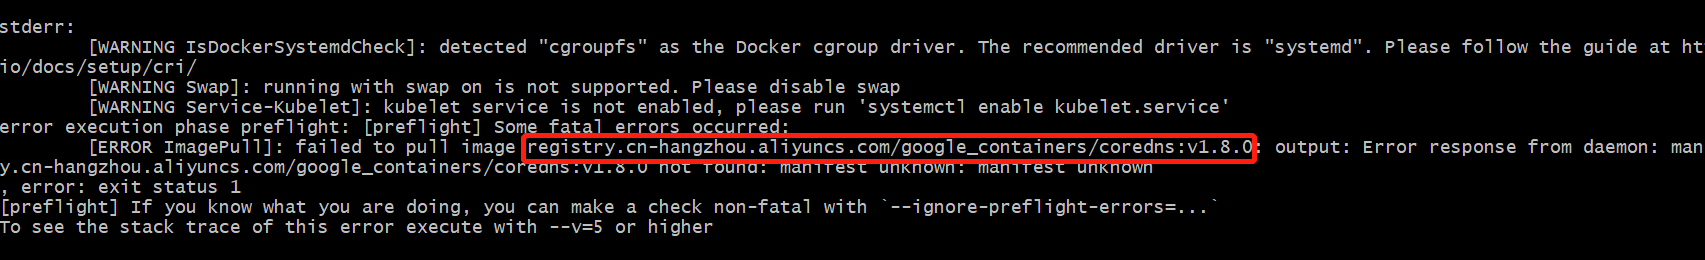 stderr:
[WARNING IsDockerSystemdCheck]: detected "cgroupfs" as the Docker cgroup driver. The recommended driver is "systemd". Please follow the guide at ht
io/docs/setup/cri/
[WARNING Swap]: running with swap on is not supported. Please disable swap
[WARNING Service-Kubelet]: kubelet service is not enabled, please run 'systemctl enable kubelet.service'
error execution phase preflight: [preflight] Some fatal errors occurred:
[ERROR ImagePull]: failed to pull image registry.cn-hangzhou.aliyuncs.com/google_containers/coredns:v1.8.0: output: Error response from daemon: man
y.cn-hangzhou.aliyuncs.com/google_containers/coredns:v1.8.0 not found: manifest unknown: manifest unknown
, error: exit status 1
[preflight] If you know what you are doing, you can make a check non-fatal with `--ignore-preflight-errors=...`
To see the stack trace of this error execute with --v=5 or higher